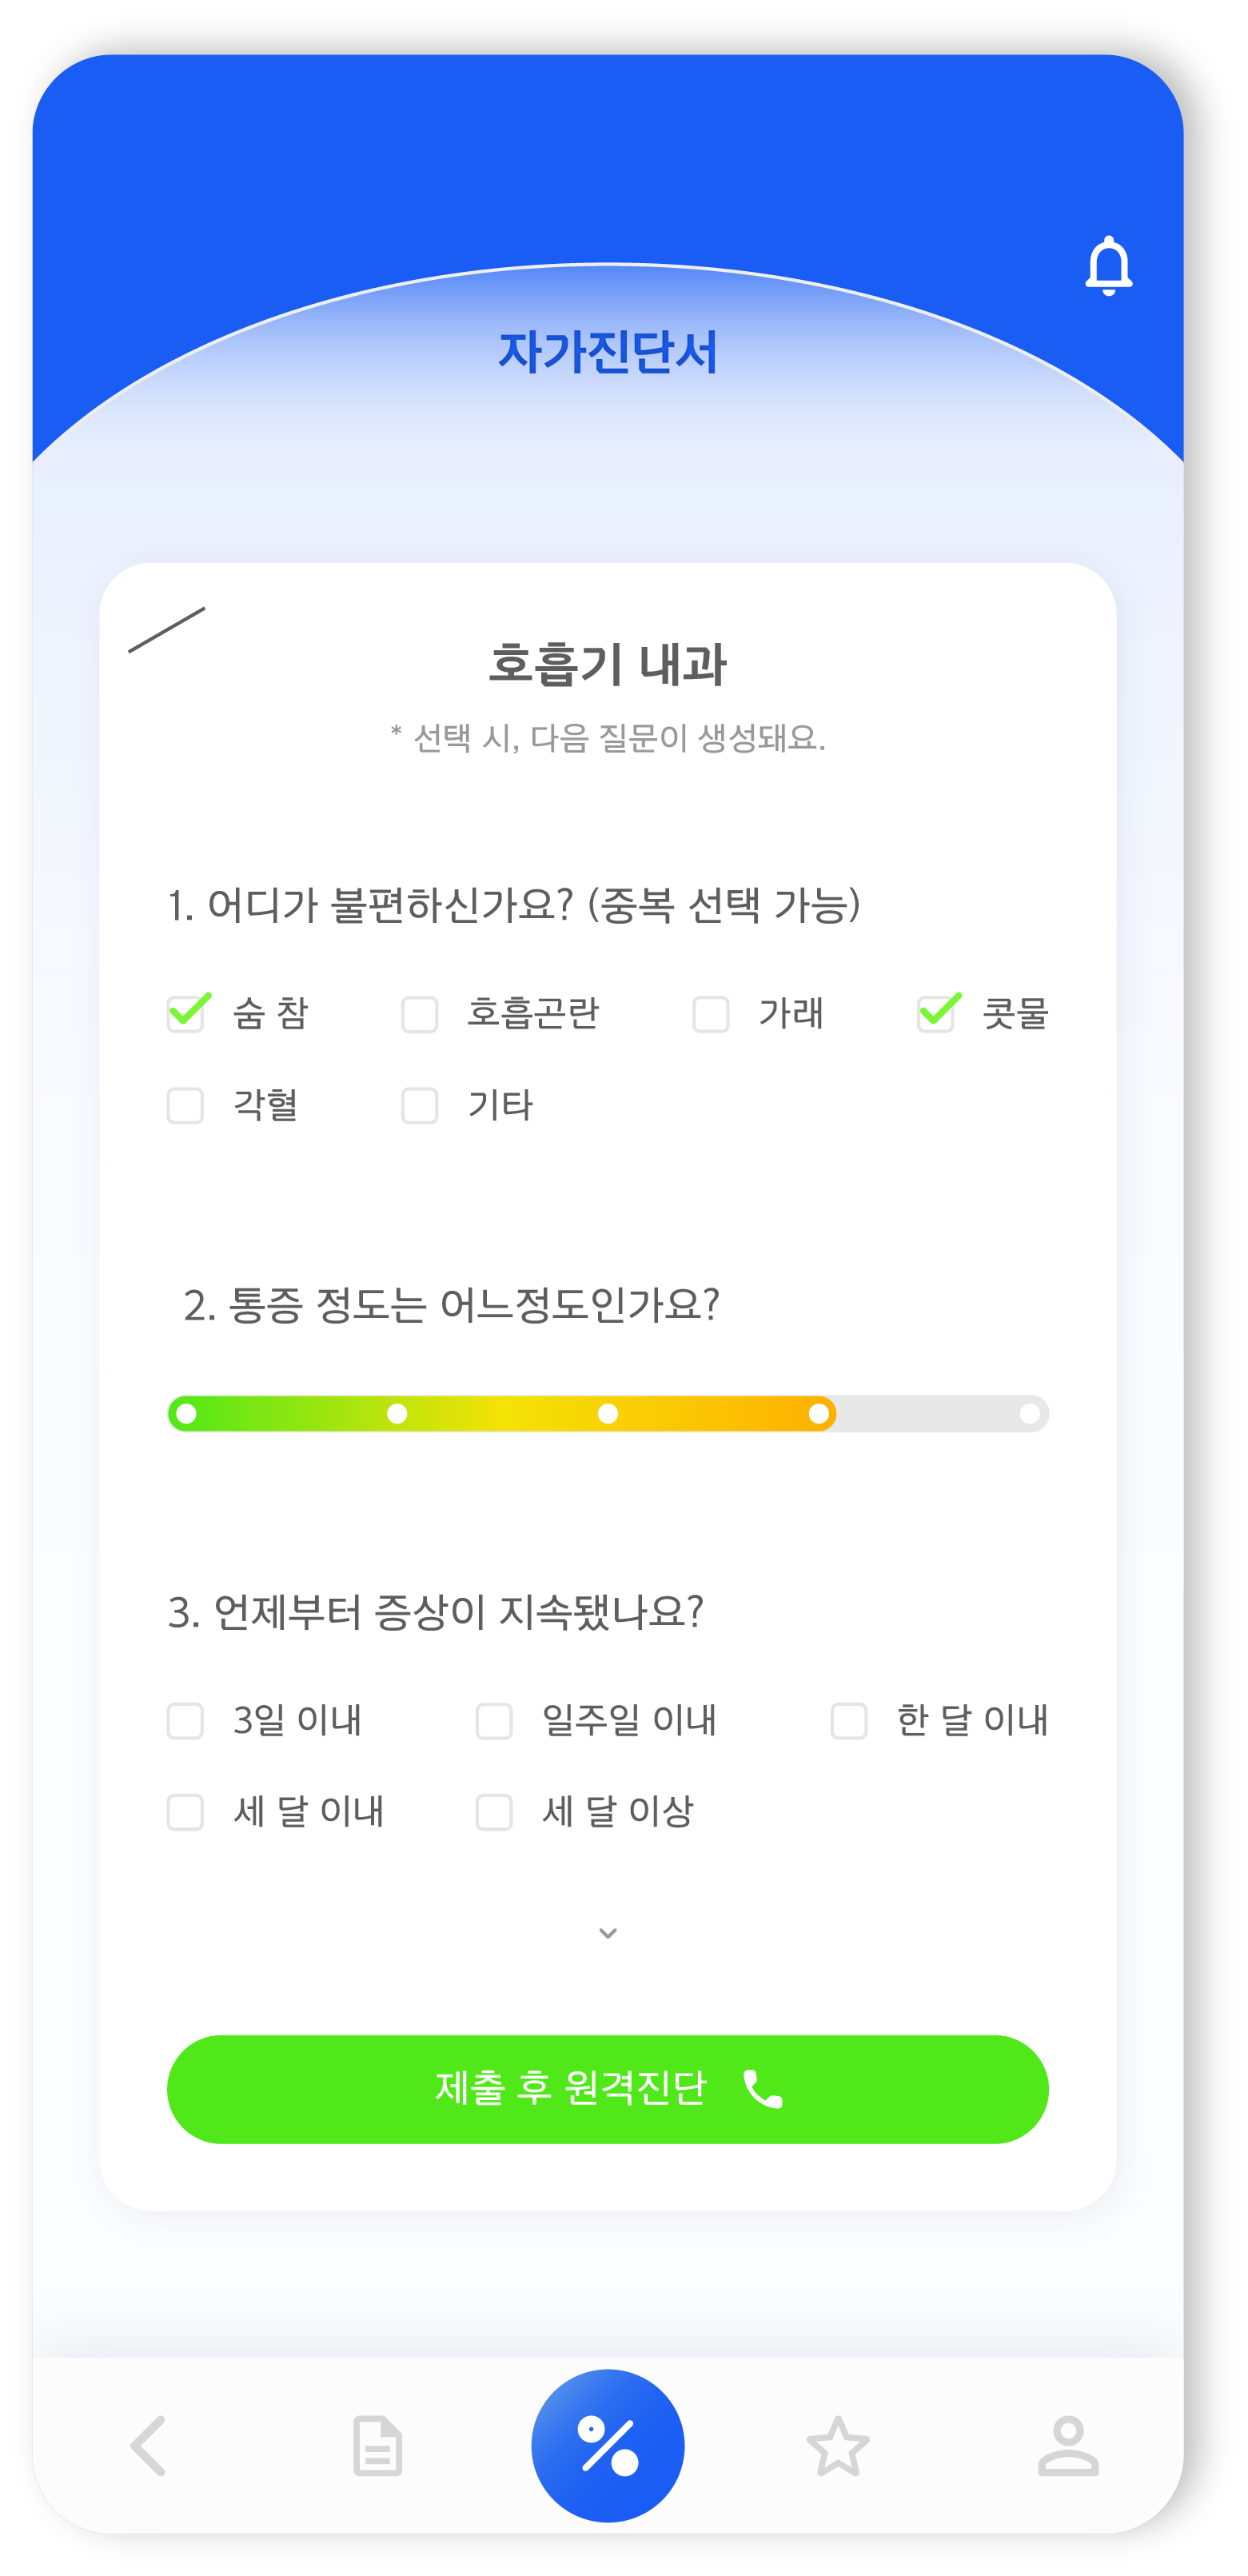 자가진단서
호흡기 내과
* 선택 시, 다음 질문이 생성돼요.
1. 어디가 불편하신가요? (중복 선택 가능)
숨 참 호흡곤란 가래 콧물
각혈 기타
2. 통증 정도는 어느정도인가요?
3. 언제부터 증상이 지속됐나요?
3일 이내 일주일 이내 한 달 이내
세 달 이내 세 달 이상
제출 후 원격진단